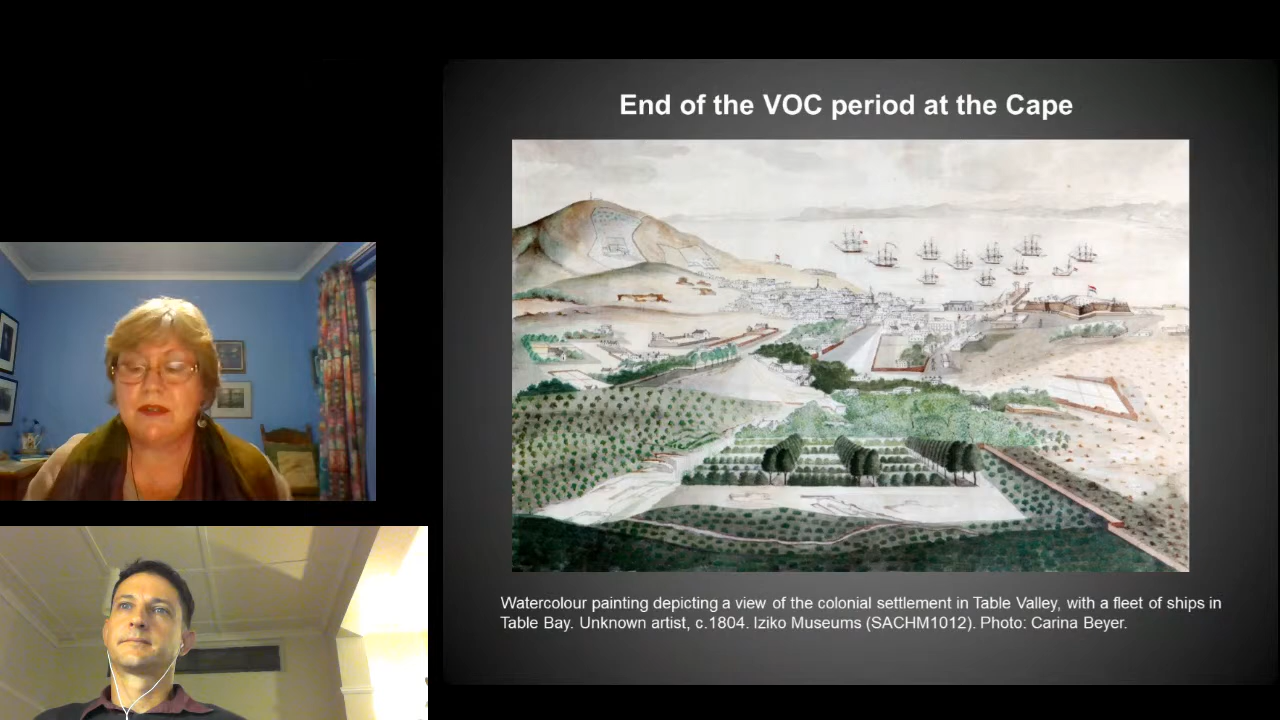 End of the VOC period at the Cape
Watercolour painting depicting a view of the colonial settlement in Table Valley, with a fleet of ships in
Table Bay. Unknown artist, c.1804. Iziko Museums (SACHM1012). Photo: Carina Beyer.